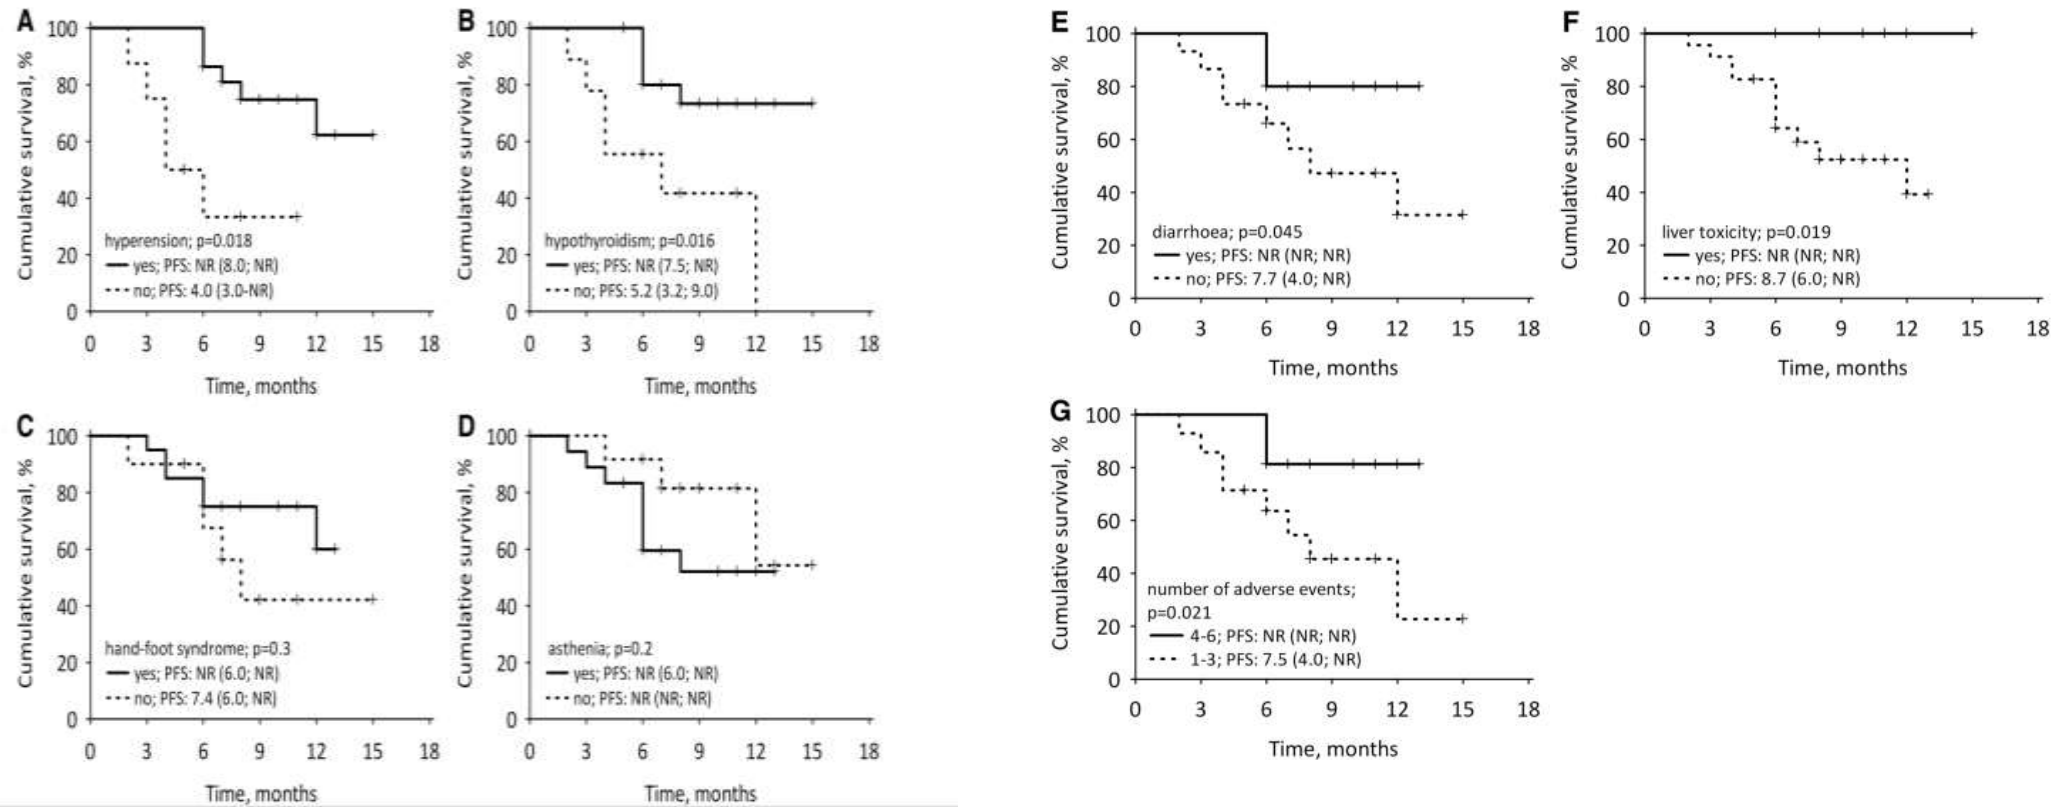 A
Cumulative survival, %
100
80
60
40
20
0
hyperension; p=0.018
yes; PFS: NR (8.0; NR)
no; PFS: 4.0 (3.0-NR)
0 3 6 9 12 15 18
Time, months
B
Cumulative survival, %
100
80
60
40
20
0
hypothyroidism; p=0.016
yes; PFS: NR (7.5; NR)
no; PFS: 5.2 (3.2; 9.0)
0 3 6 9 12 15 18
Time, months
C
Cumulative survival, %
100
80
60
40
20
0
hand-foot syndrome; p=0.3
yes; PFS: NR (6.0; NR)
no; PFS: 7.4 (6.0; NR)
0 3 6 9 12 15 18
Time, months
D
Cumulative survival, %
100
80
60
40
20
0
asthenia; p=0.2
yes; PFS: NR (6.0; NR)
no; PFS: NR (NR; NR)
0 3 6 9 12 15 18
Time, months
E
Cumulative survival, %
100
80
60
40
20
0
diarrhoea; p=0.045
yes; PFS: NR (NR; NR)
no; PFS: 7.7 (4.0; NR)
0 3 6 9 12 15 18
Time, months
F
Cumulative survival, %
100
80
60
40
20
0
liver toxicity; p=0.019
yes; PFS: NR (NR; NR)
no; PFS: 8.7 (6.0; NR)
0 3 6 9 12 15 18
Time, months
G
Cumulative survival, %
100
80
60
40
20
0
number of adverse events;
p=0.021
4-6; PFS: NR (NR; NR)
1-3; PFS: 7.5 (4.0; NR)
0 3 6 9 12 15 18
Time, months